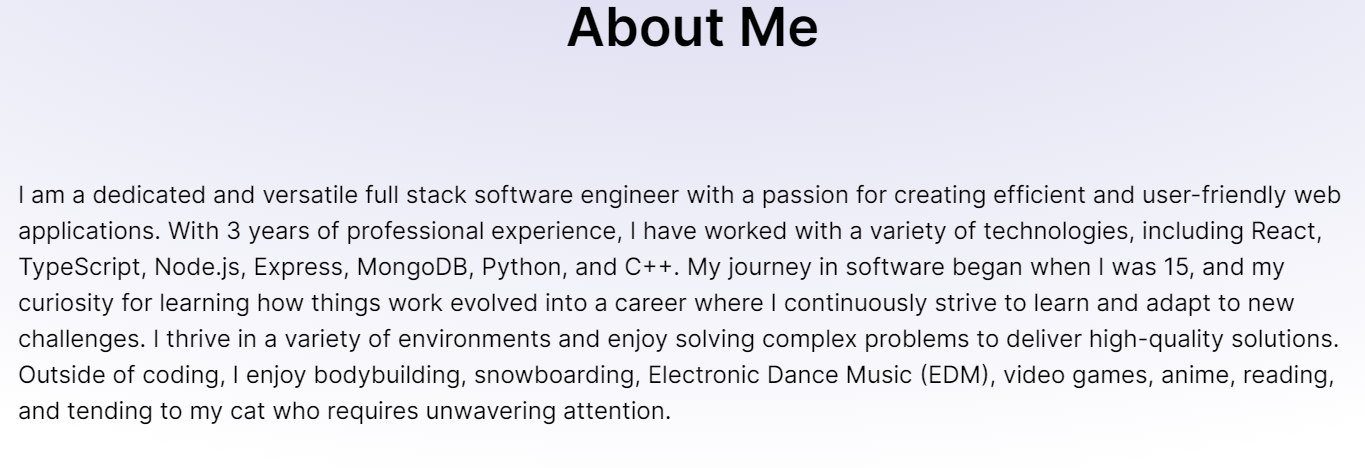 About Me
I am a dedicated and versatile full stack software engineer with a passion for creating efficient and user-friendly web
applications. With 3 years of professional experience, I have worked with a variety of technologies, including React,
TypeScript, Node.js, Express, MongoDB, Python, and C++. My journey in software began when I was 15, and my
curiosity for learning how things work evolved into a career where I continuously strive to learn and adapt to new
challenges. I thrive in a variety of environments and enjoy solving complex problems to deliver high-quality solutions.
Outside of coding, I enjoy bodybuilding, snowboarding, Electronic Dance Music (EDM), video games, anime, reading,
and tending to my cat who requires unwavering attention.